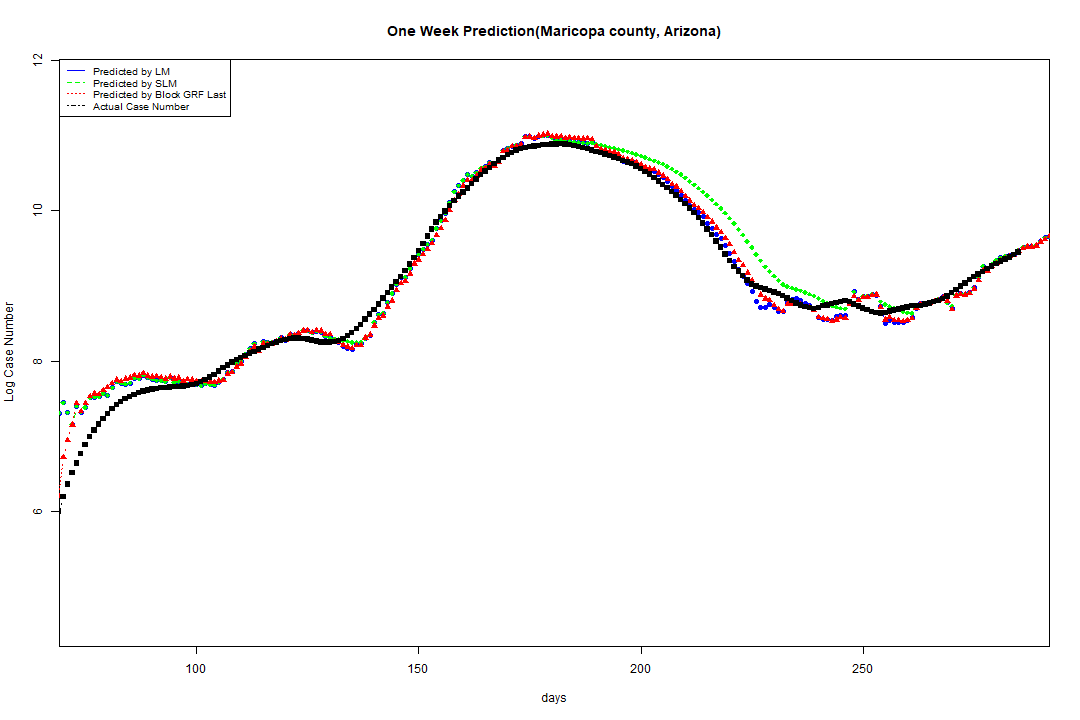 One Week Prediction(Maricopa county, Arizona)
Predicted by LM
Predicted by SLM
Predicted by Block GRF Last
Actual Case Number
12
10
8
6
Log Case Number
100
150
200
250
days